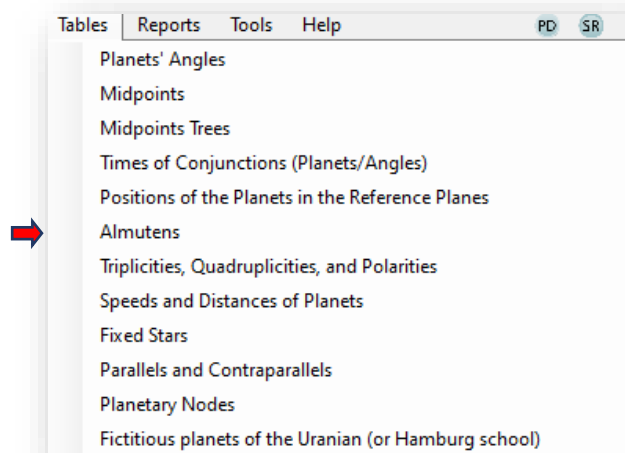 Tables Reports Tools Help PD SR
Planets' Angles
Midpoints
Midpoints Trees
Times of Conjunctions (Planets/Angles)
Positions of the Planets in the Reference Planes
Almutens
Triplicities, Quadruplicities, and Polarities
Speeds and Distances of Planets
Fixed Stars
Parallels and Contraparallels
Planetary Nodes
Fictitious planets of the Uranian (or Hamburg school)